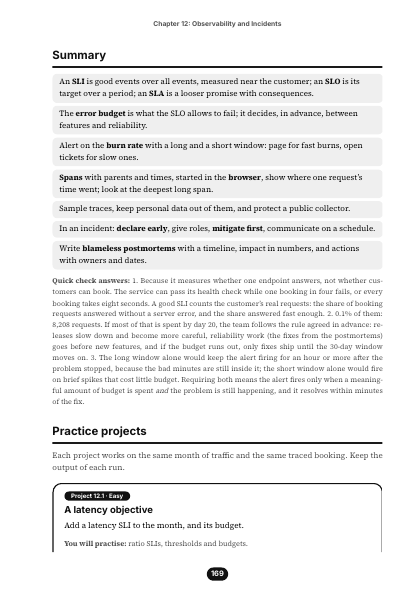 Chapter 12: Observability and Incidents
Summary
An SLI is good events over all events, measured near the customer; an SLO is its
target over a period; an SLA is a looser promise with consequences.
The error budget is what the SLO allows to fail; it decides, in advance, between
features and reliability.
Alert on the burn rate with a long and a short window: page for fast burns, open
tickets for slow ones.
Spans with parents and times, started in the browser, show where one request's
time went; look at the deepest long span.
Sample traces, keep personal data out of them, and protect a public collector.
In an incident: declare early, give roles, mitigate first, communicate on a schedule.
Write blameless postmortems with a timeline, impact in numbers, and actions
with owners and dates.
Quick check answers: 1. Because it measures whether one endpoint answers, not whether cus-
tomers can book. The service can pass its health check while one booking in four fails, or every
booking takes eight seconds. A good SLI counts the customer's real requests: the share of booking
requests answered without a server error, and the share answered fast enough. 2. 0.1% of them:
8,208 requests. If most of that is spent by day 20, the team follows the rule agreed in advance: re-
leases slow down and become more careful, reliability work (the fixes from the postmortems)
goes before new features, and if the budget runs out, only fixes ship until the 30-day window
moves on. 3. The long window alone would keep the alert firing for an hour or more after the
problem stopped, because the bad minutes are still inside it; the short window alone would fire
on brief spikes that cost little budget. Requiring both means the alert fires only when a meaning-
ful amount of budget is spent and the problem is still happening, and it resolves within minutes
of the fix.
Practice projects
Each project works on the same month of traffic and the same traced booking. Keep the
output of each run.
Project 12.1 · Easy
A latency objective
Add a latency SLI to the month, and its budget.
You will practise: ratio SLIs, thresholds and budgets.
169